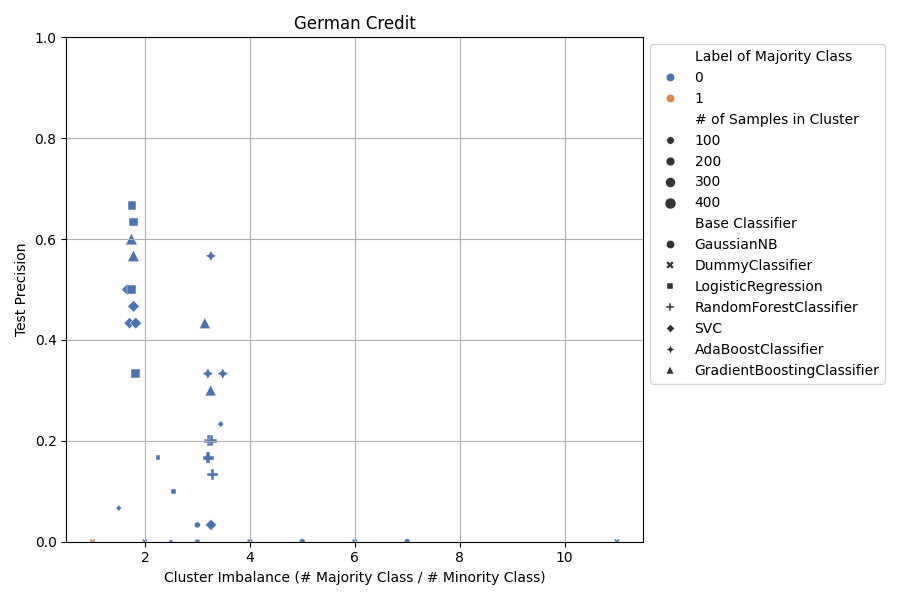 German Credit
1.0
0.8
0.6
0.4
0.2
0.0
Test Precision
2
4
6
8
10
Cluster Imbalance (# Majority Class / # Minority Class)
Label of Majority Class
0
1
# of Samples in Cluster
100
200
300
400
Base Classifier
GaussianNB
DummyClassifier
LogisticRegression
RandomForestClassifier
SVC
AdaBoostClassifier
GradientBoostingClassifier